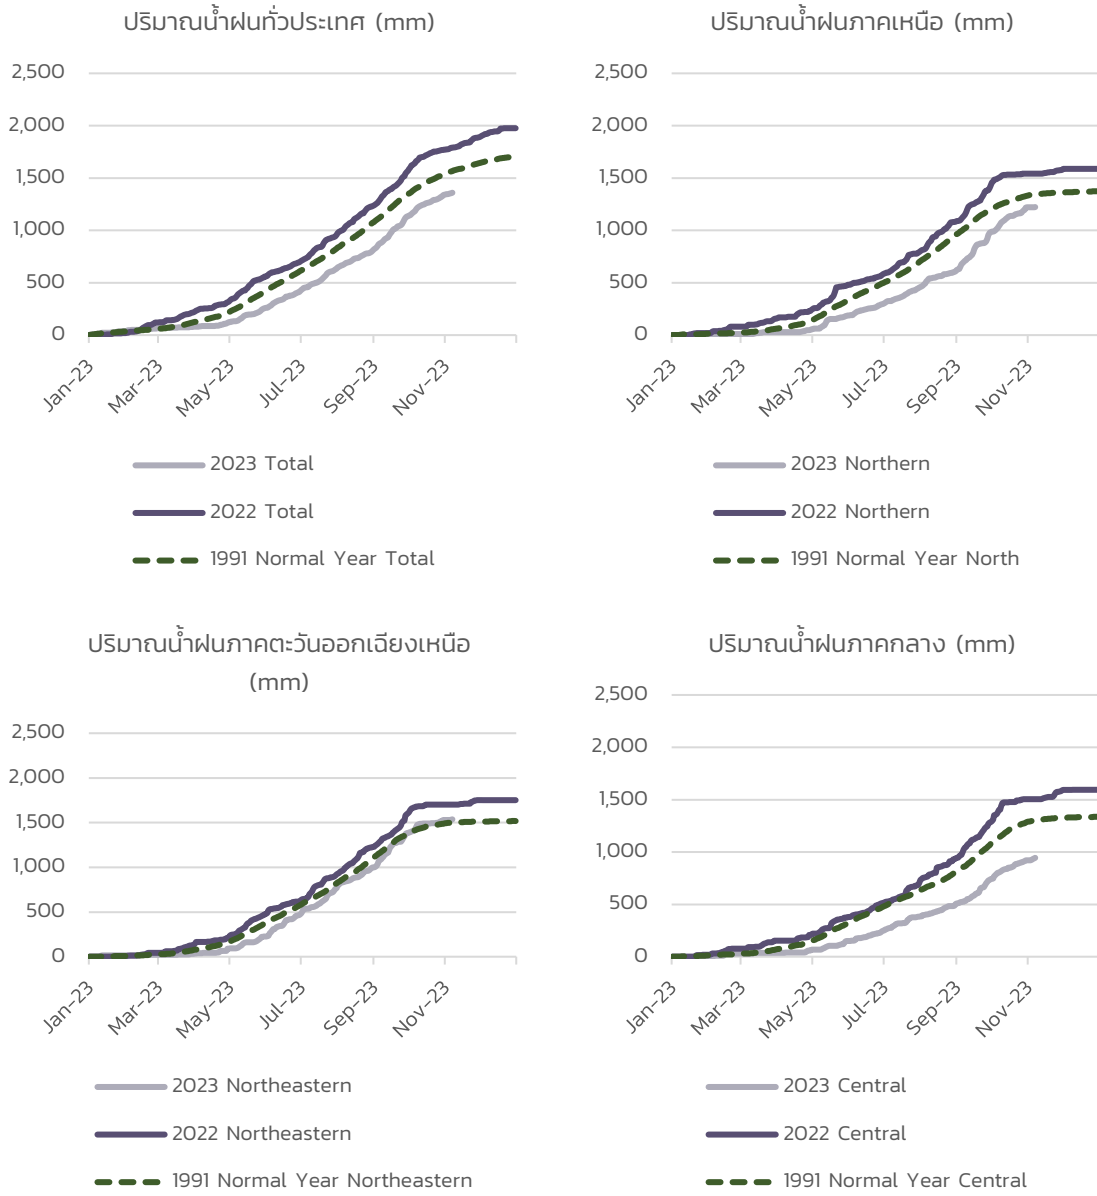 ปริมาณน้ำฝนทั่วประเทศ (mm)
2,500
2,000
1,500
1,000
500
0
Jan-23
Mar-23
May-23
Jul-23
Sep-23
Nov-23
2023 Total
2022 Total
1991 Normal Year Total
ปริมาณน้ำฝนภาคเหนือ (mm)
2,500
2,000
1,500
1,000
500
0
Jan-23
Mar-23
May-23
Jul-23
Sep-23
Nov-23
2023 Northern
2022 Northern
1991 Normal Year North
ปริมาณน้ำฝนภาคตะวันออกเฉียงเหนือ
(mm)
2,500
2,000
1,500
1,000
500
0
Jan-23
Mar-23
May-23
Jul-23
Sep-23
Nov-23
2023 Northeastern
2022 Northeastern
1991 Normal Year Northeastern
ปริมาณน้ำฝนภาคกลาง (mm)
2,500
2,000
1,500
1,000
500
0
Jan-23
Mar-23
May-23
Jul-23
Sep-23
Nov-23
2023 Central
2022 Central
1991 Normal Year Central